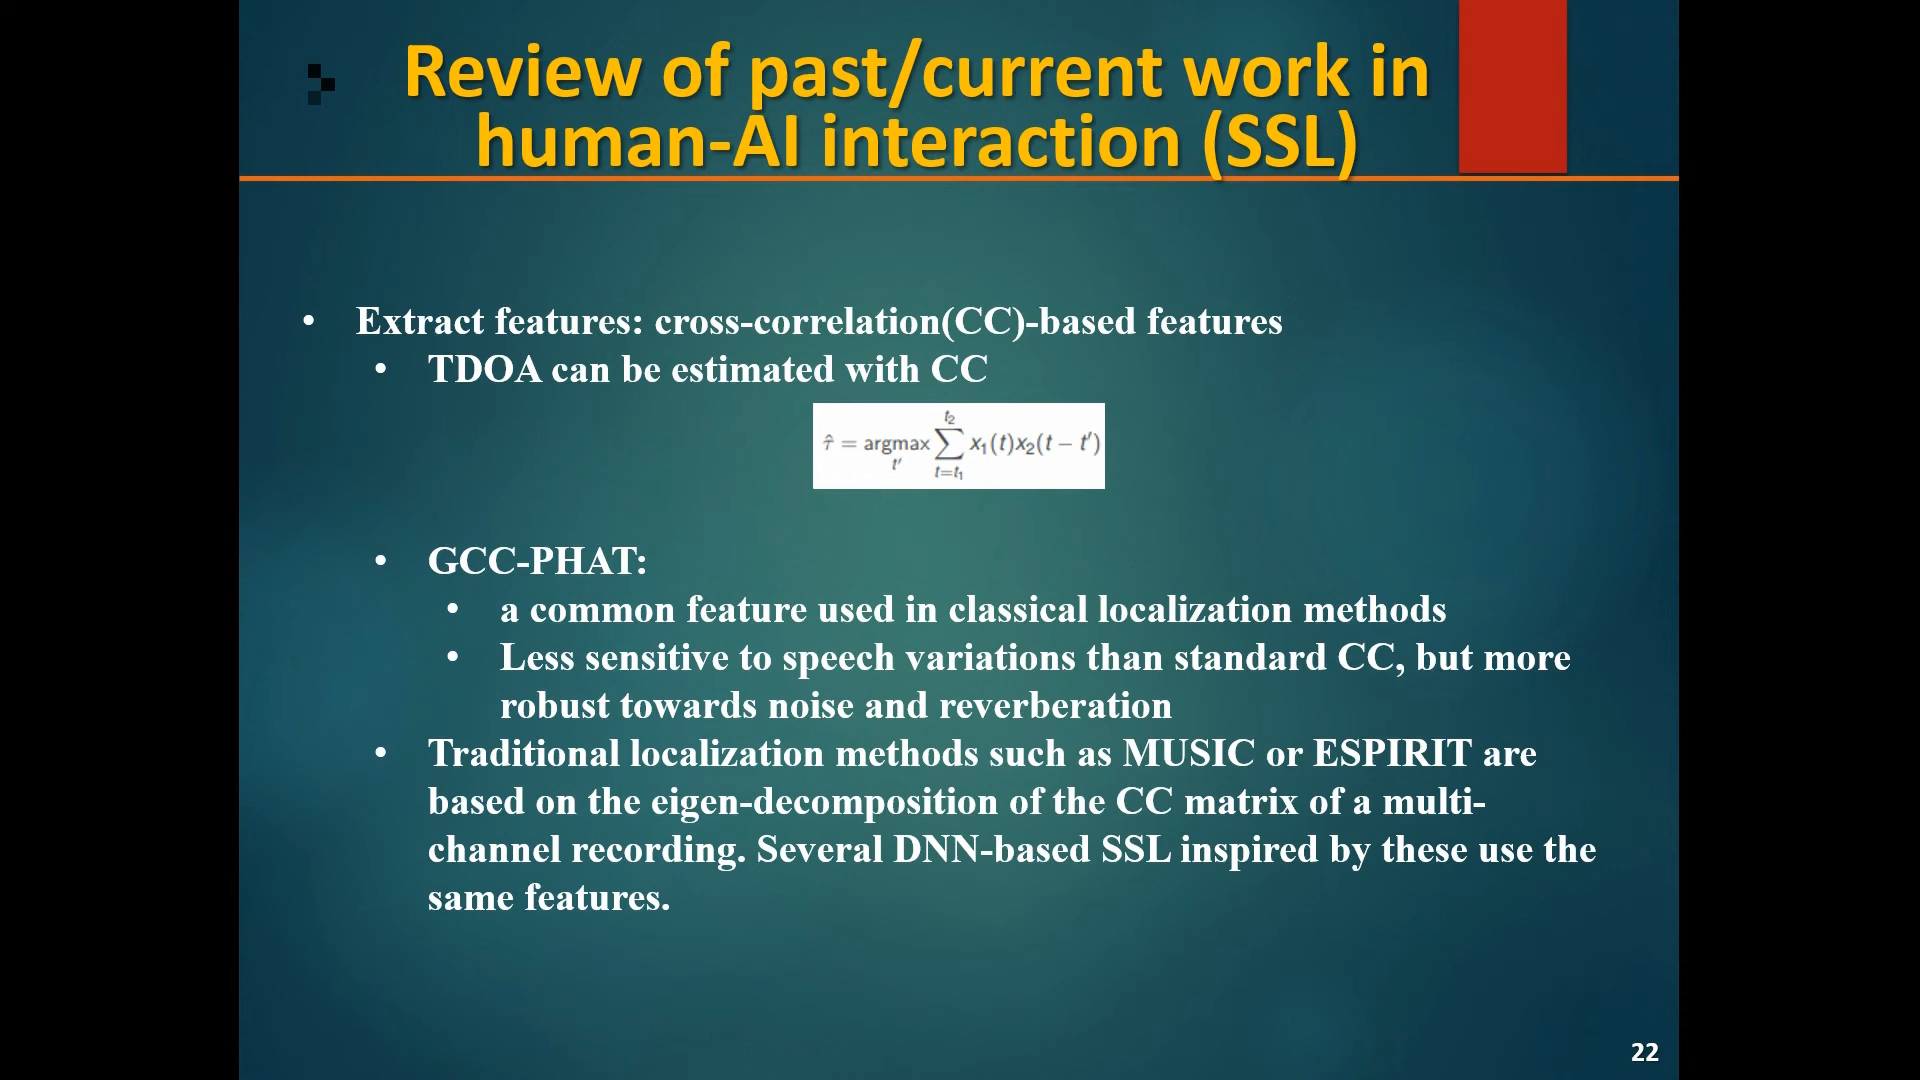 Review of past/current work in
human-AI interaction (SSL)
• Extract features: cross-correlation(CC)-based features
• TDOA can be estimated with CC
τ̂ = argmax_{t′} ∑_{t=t₁}^{t₂} x₁(t)x₂(t − t′)
• GCC-PHAT:
• a common feature used in classical localization methods
• Less sensitive to speech variations than standard CC, but more
robust towards noise and reverberation
• Traditional localization methods such as MUSIC or ESPIRIT are
based on the eigen-decomposition of the CC matrix of a multi-
channel recording. Several DNN-based SSL inspired by these use the
same features.
22